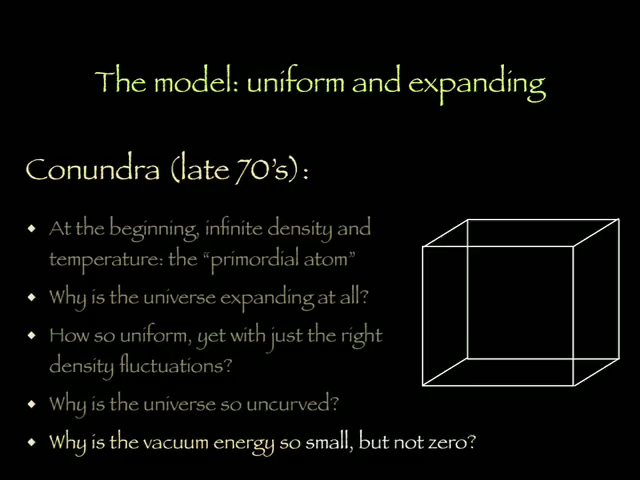 The model: uniform and expanding
Conundra (late 70's):
At the beginning, infinite density and
temperature: the “primordial atom”
Why is the universe expanding at all?
How so uniform, yet with just the right
density fluctuations?
Why is the universe so uncurved?
Why is the vacuum energy so small, but not zero?